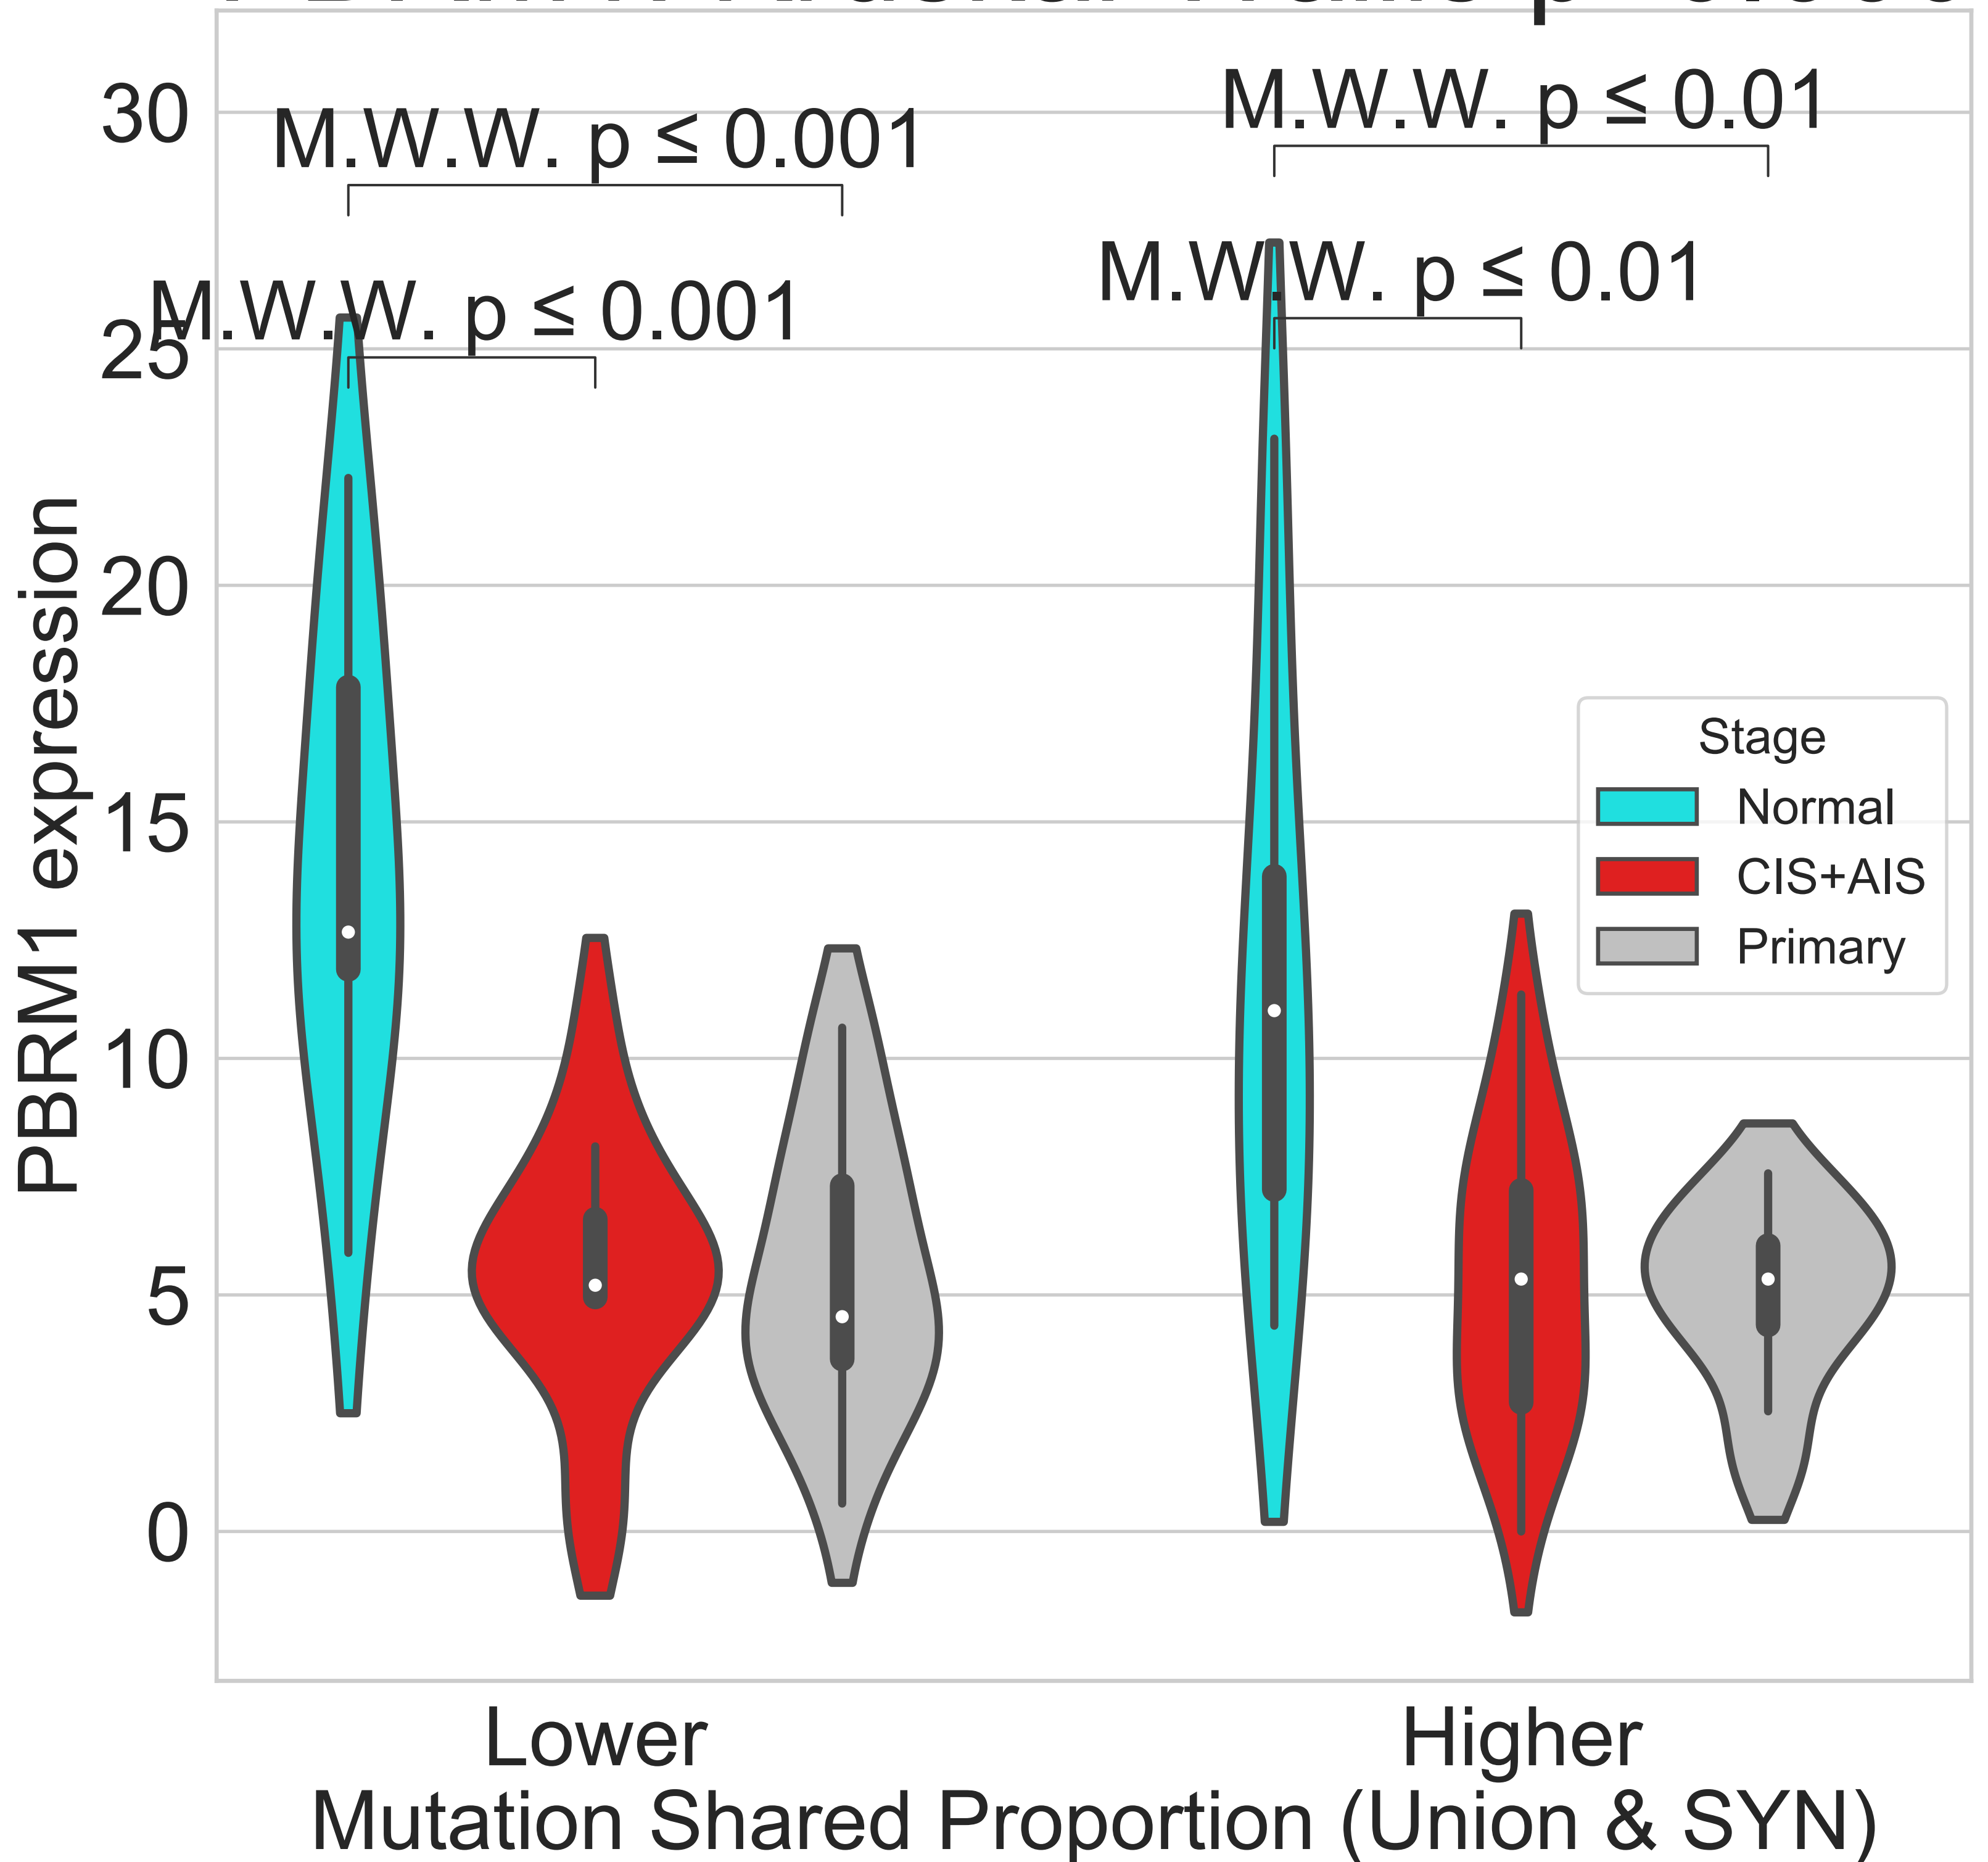 30
25
20
15
10
5
0
PBRM1 expression
M.W.W. p ≤ 0.001
M.W.W. p ≤ 0.001
M.W.W. p ≤ 0.01
M.W.W. p ≤ 0.01
Stage
Normal
CIS+AIS
Primary
Lower
Higher
Mutation Shared Proportion (Union & SYN)